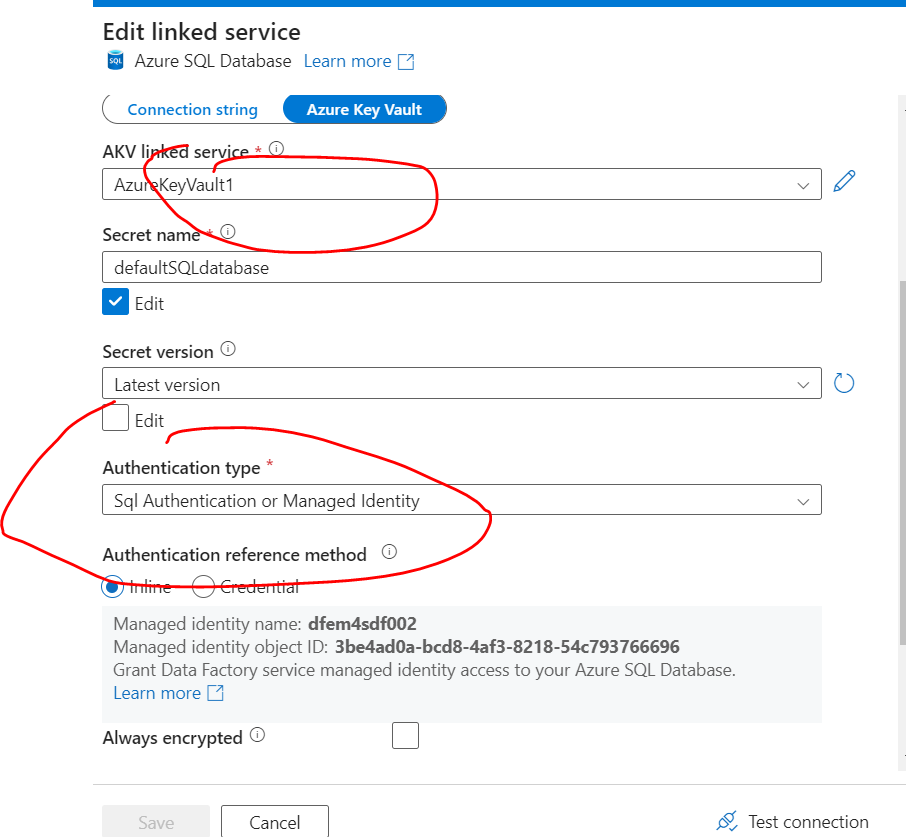 Edit linked service
SQL Azure SQL Database Learn more
Connection string Azure Key Vault
AKV linked service *
AzureKeyVault1
Secret name *
defaultSQLdatabase
Edit
Secret version
Latest version
Edit
Authentication type *
Sql Authentication or Managed Identity
Authentication reference method
Inline Credential
Managed identity name: dfem4sdf002
Managed identity object ID: 3be4ad0a-bcd8-4af3-8218-54c793766696
Grant Data Factory service managed identity access to your Azure SQL Database.
Learn more
Always encrypted
Save Cancel Test connection